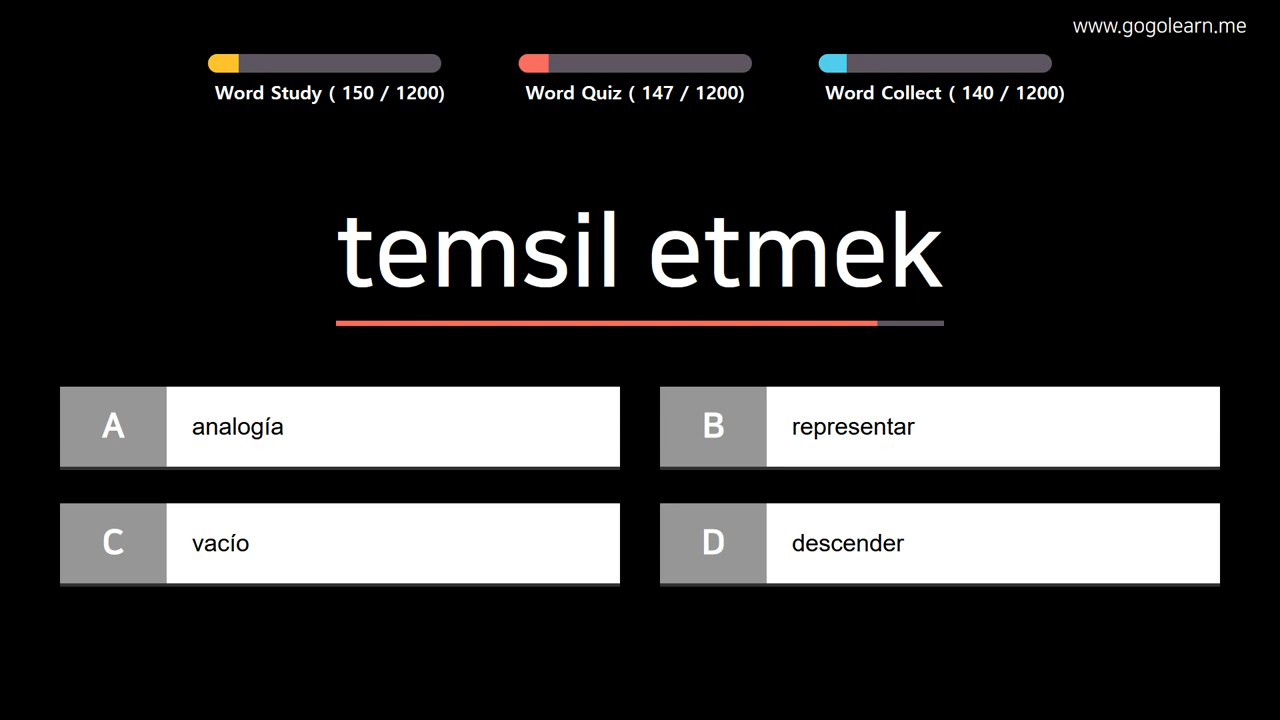 www.gogolearn.me
Word Study ( 150 / 1200)
Word Quiz ( 147 / 1200)
Word Collect ( 140 / 1200)
temsil etmek
A analogía
B representar
C vacío
D descender